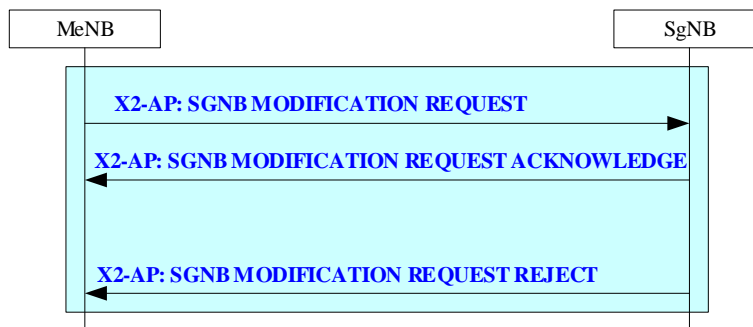 MeNB
SgNB
X2-AP: SGNB MODIFICATION REQUEST
X2-AP: SGNB MODIFICATION REQUEST ACKNOWLEDGE
X2-AP: SGNB MODIFICATION REQUEST REJECT